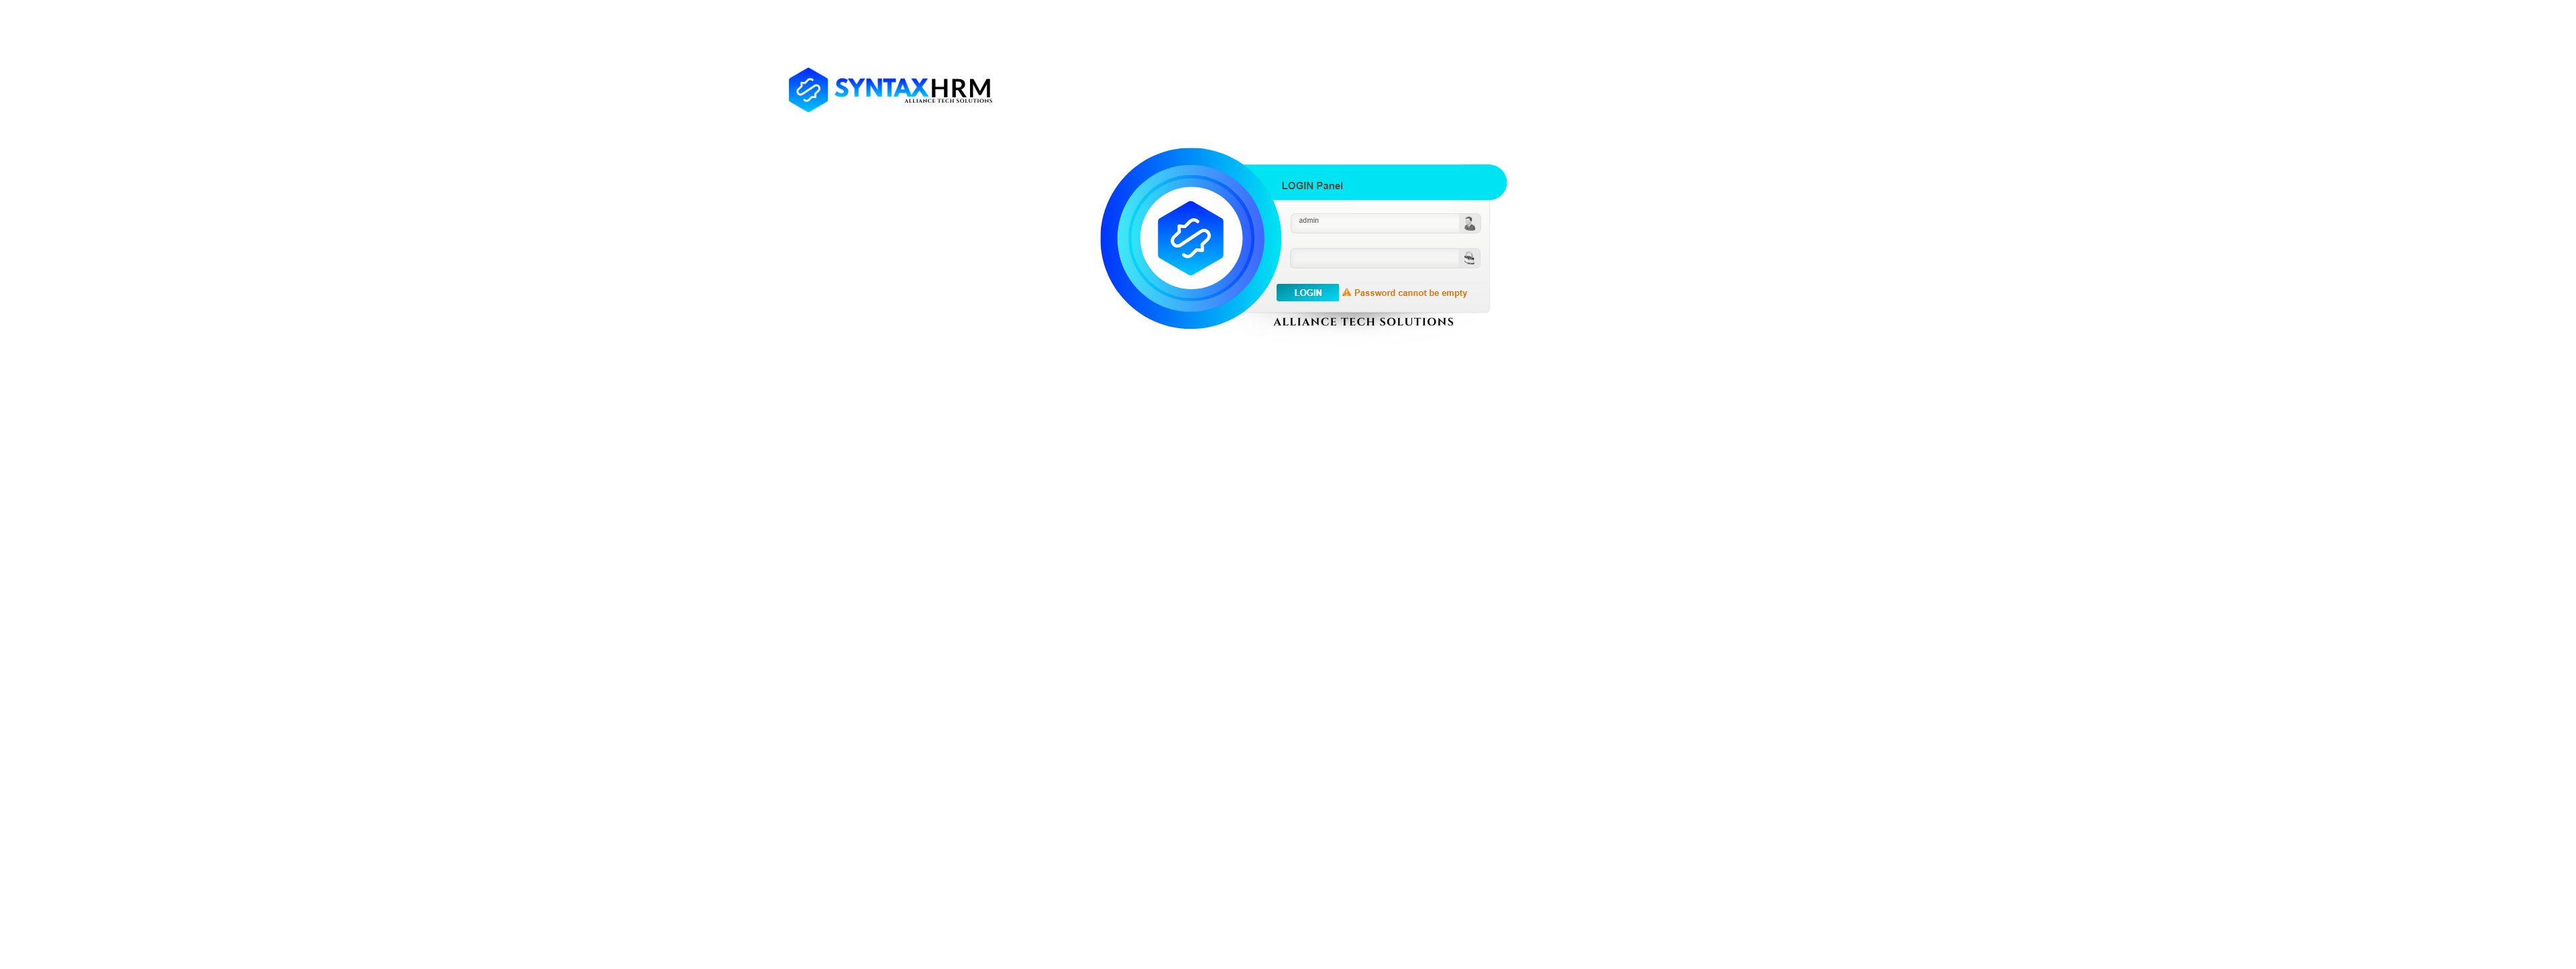 SYNTAXHRM
ALLIANCE TECH SOLUTIONS
LOGIN Panel
admin
LOGIN
Password cannot be empty
ALLIANCE TECH SOLUTIONS